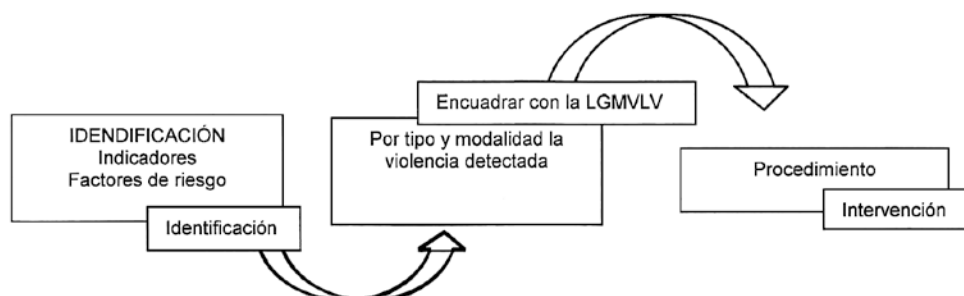 IDENDIFICACIÓN
Indicadores
Factores de riesgo
Identificación
Encuadrar con la LGMVLV
Por tipo y modalidad la
violencia detectada
Procedimiento
Intervención